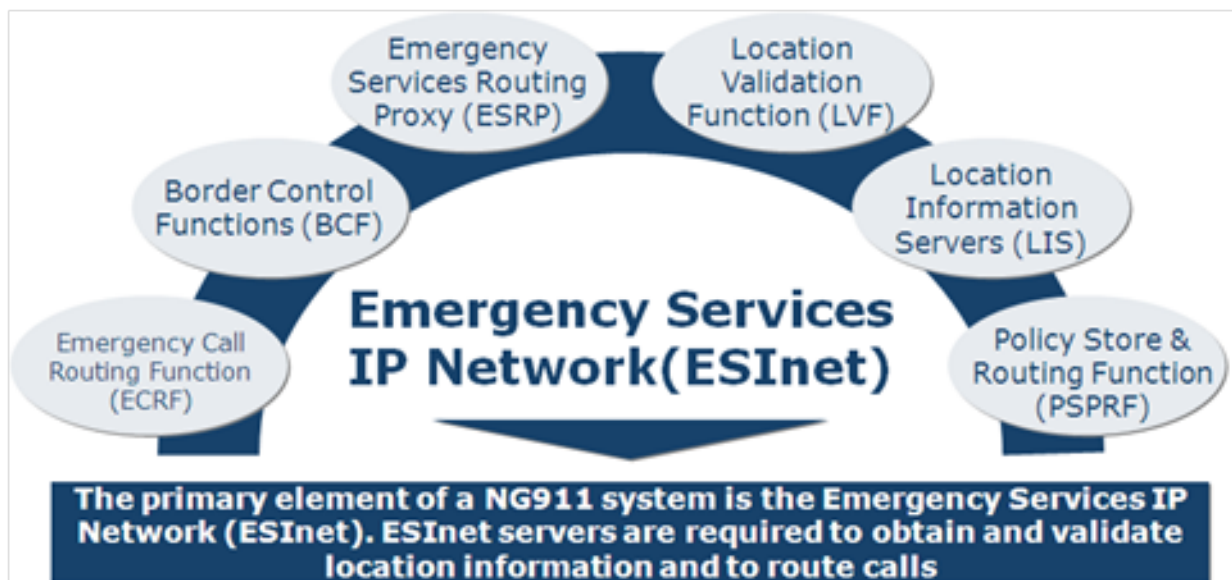 Emergency
Services Routing
Proxy (ESRP)
Location
Validation
Function (LVF)
Border Control
Functions (BCF)
Location
Information
Servers (LIS)
Emergency Call
Routing Function
(ECRF)
Emergency Services
IP Network(ESInet)
Policy Store &
Routing Function
(PSPRF)
The primary element of a NG911 system is the Emergency Services IP
Network (ESInet). ESInet servers are required to obtain and validate
location information and to route calls